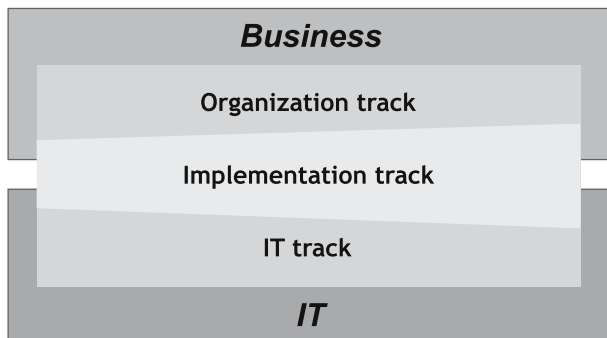 Business
Organization track
Implementation track
IT track
IT